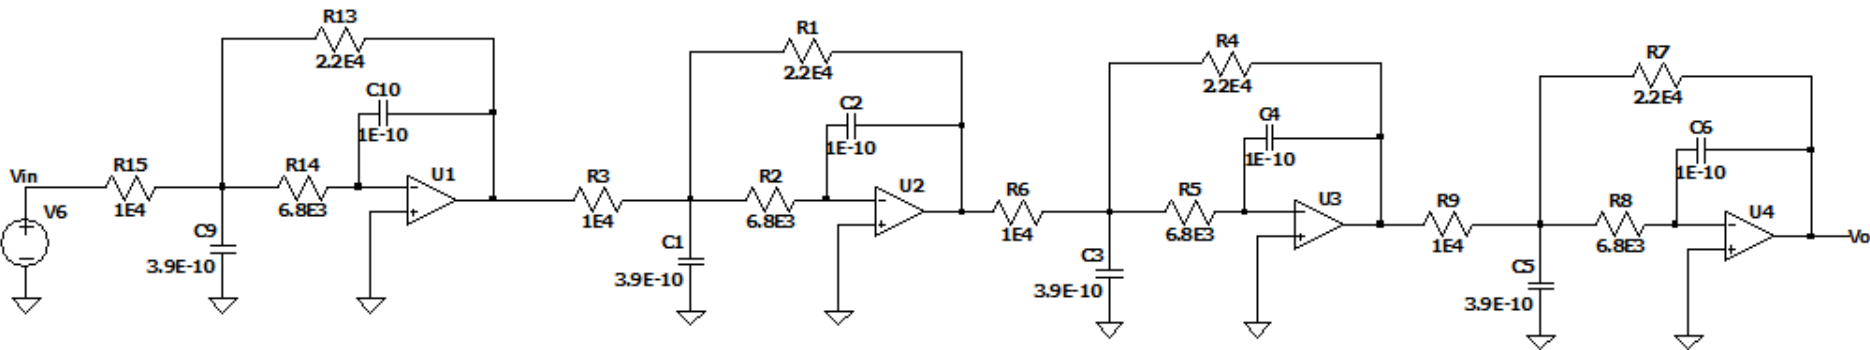 Vin
V6
R15
1E4
C9
3.9E-10
R13
2.2E4
R14
6.8E3
C10
1E-10
U1
R3
1E4
C1
3.9E-10
R1
2.2E4
R2
6.8E3
C2
1E-10
U2
R6
1E4
C3
3.9E-10
R4
2.2E4
R5
6.8E3
C4
1E-10
U3
R9
1E4
C5
3.9E-10
R7
2.2E4
R8
6.8E3
C6
1E-10
U4
Vo